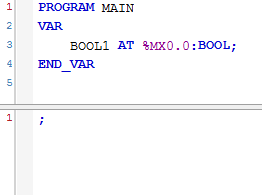 1 PROGRAM MAIN
2 VAR
3 BOOL1 AT %MX0.0:BOOL;
4 END_VAR
5
1 ;